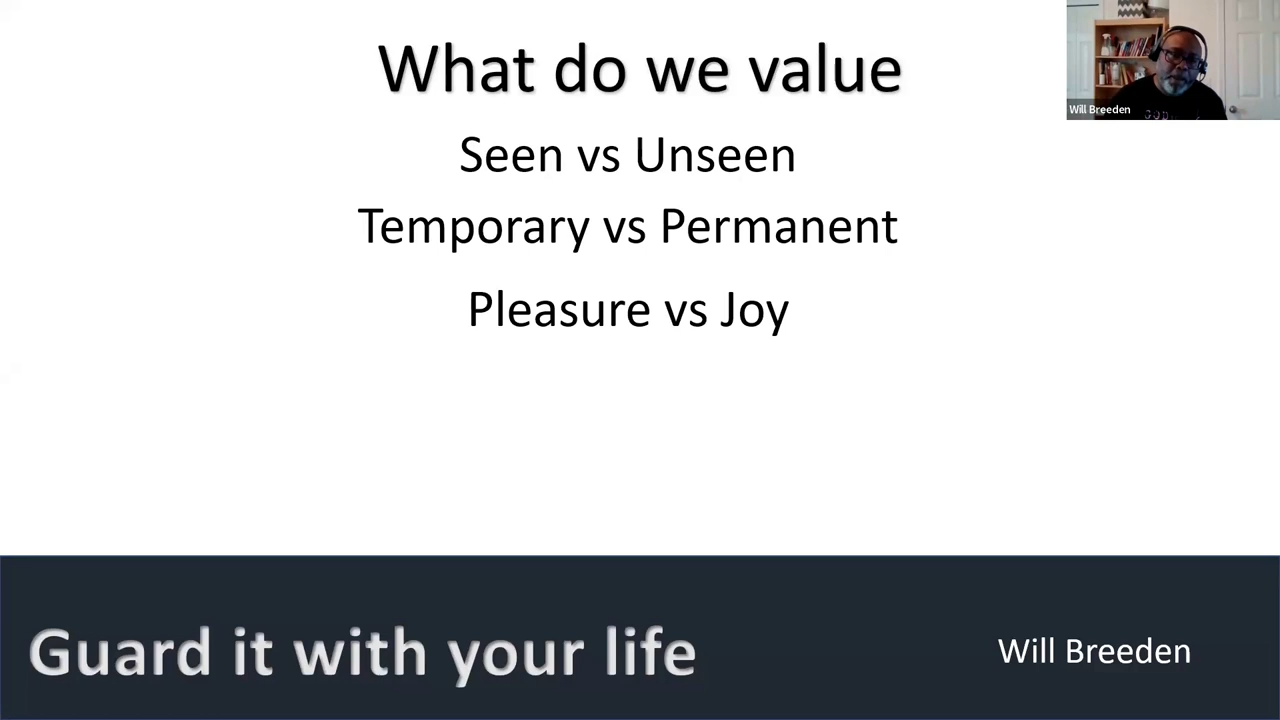 What do we value
Will Breeden
Seen vs Unseen
Temporary vs Permanent
Pleasure vs Joy
Guard it with your life
Will Breeden